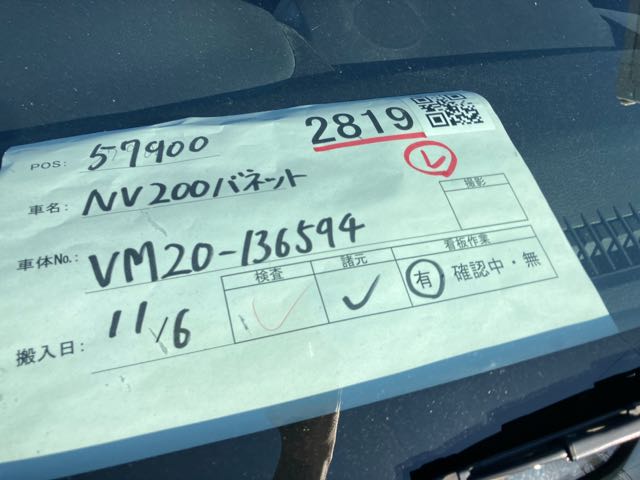 2819
POS: 57900
レ
車名: NV200バネット
撮影
車体No.: VM20-136594
検査 諸元 看板作業
有 確認中・無
搬入日: 11/6